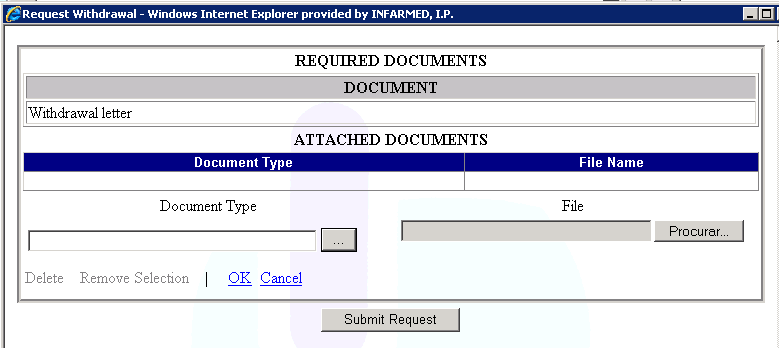 Request Withdrawal - Windows Internet Explorer provided by INFARMED, I.P.
REQUIRED DOCUMENTS
DOCUMENT
Withdrawal letter
ATTACHED DOCUMENTS
Document Type File Name
Document Type File
... Procurar...
Delete Remove Selection | OK Cancel
Submit Request